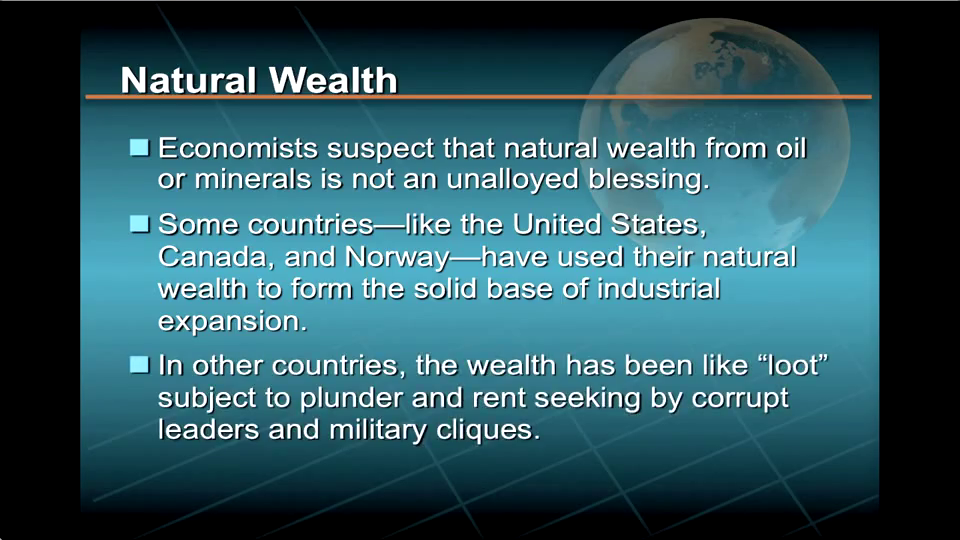 Natural Wealth
Economists suspect that natural wealth from oil
or minerals is not an unalloyed blessing.
Some countries—like the United States,
Canada, and Norway—have used their natural
wealth to form the solid base of industrial
expansion.
In other countries, the wealth has been like “loot”
subject to plunder and rent seeking by corrupt
leaders and military cliques.